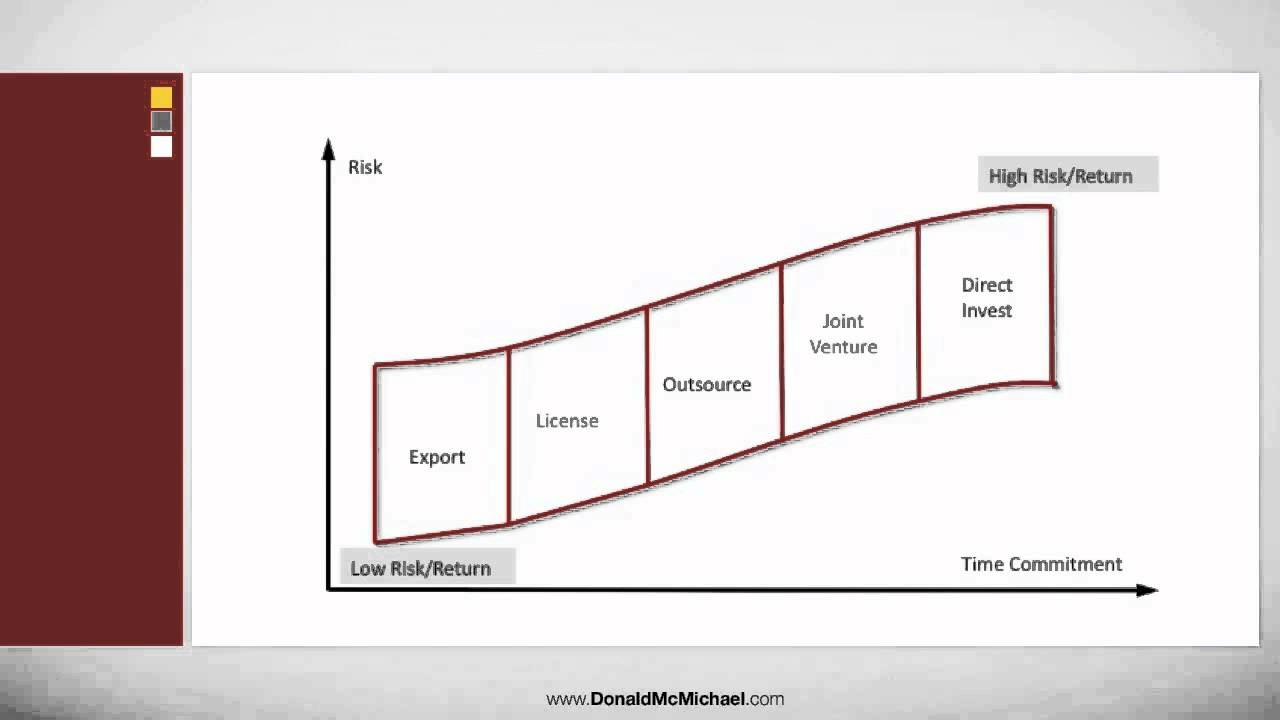 Risk
High Risk/Return
Direct
Invest
Joint
Venture
Outsource
License
Export
Low Risk/Return
Time Commitment
www.DonaldMcMichael.com